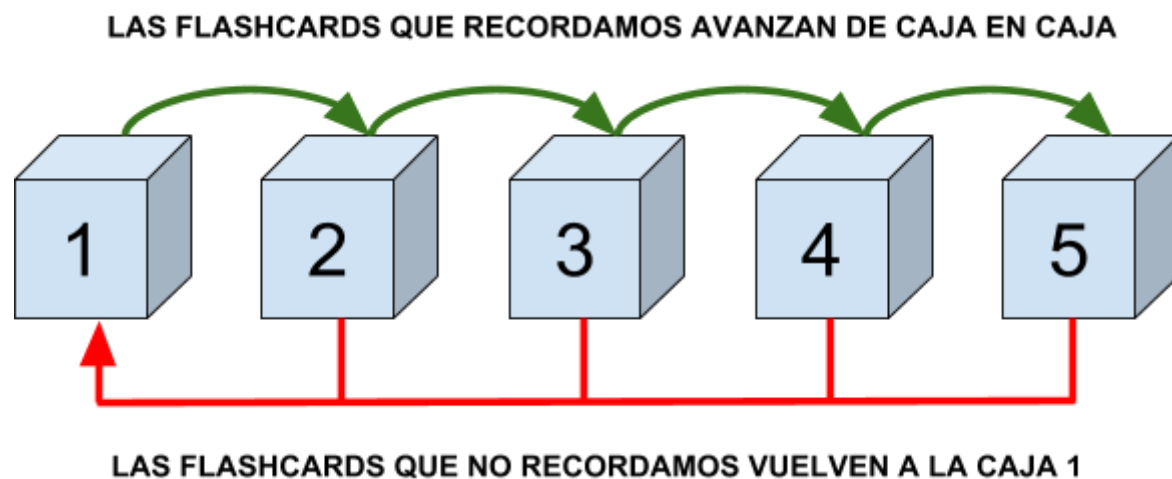 LAS FLASHCARDS QUE RECORDAMOS AVANZAN DE CAJA EN CAJA
1 2 3 4 5
LAS FLASHCARDS QUE NO RECORDAMOS VUELVEN A LA CAJA 1